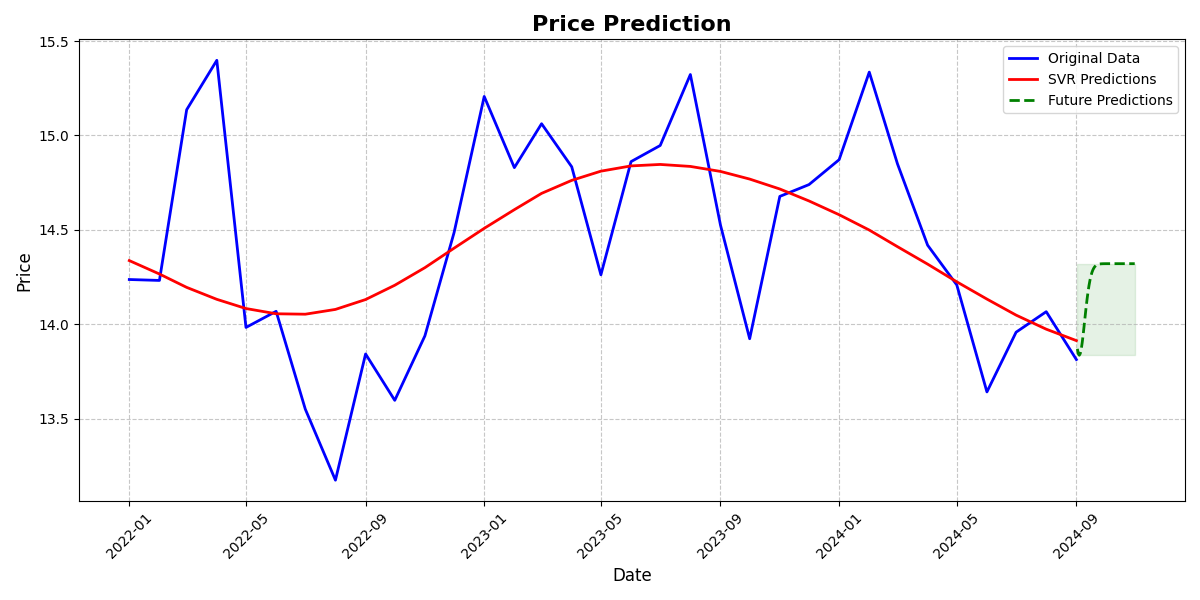 Price Prediction
Original Data
SVR Predictions
Future Predictions
Price
15.5
15.0
14.5
14.0
13.5
2022-01
2022-05
2022-09
2023-01
2023-05
2023-09
2024-01
2024-05
2024-09
Date